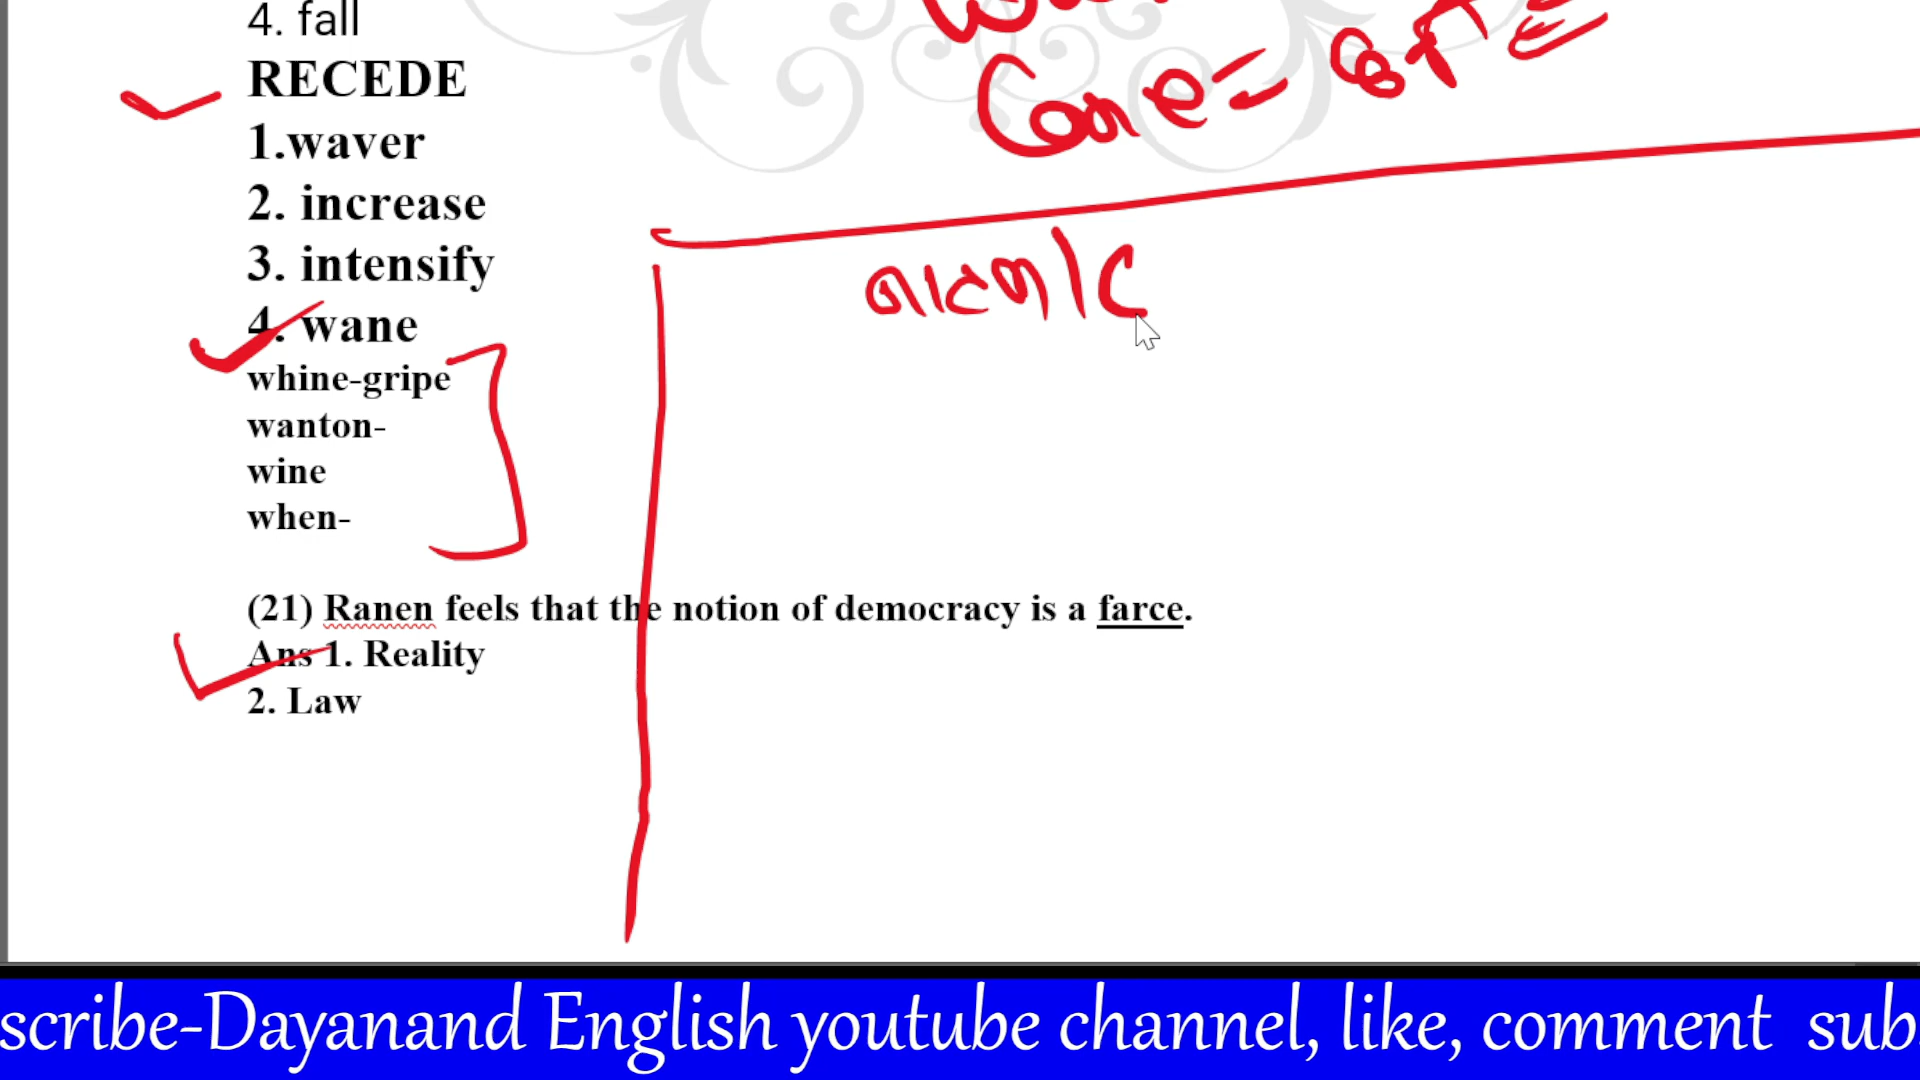 4. fall
RECEDE
1.waver
2. increase
3. intensify
4. wane
whine-gripe
wanton-
wine
when-
(21) Ranen feels that the notion of democracy is a farce.
Ans 1. Reality
2. Law
scribe-Dayanand English youtube channel, like, comment sub